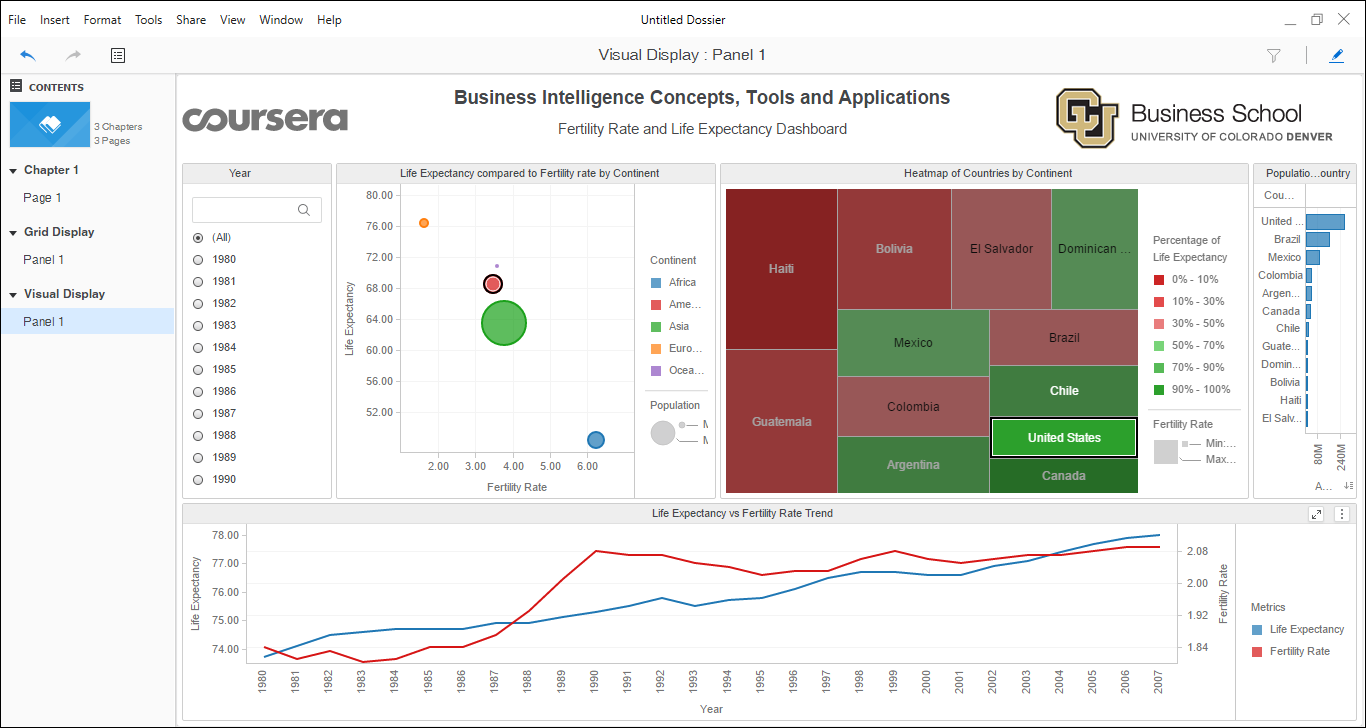 File Insert Format Tools Share View Window Help
Untitled Dossier
Visual Display : Panel 1
CONTENTS
3 Chapters
3 Pages
Chapter 1
Page 1
Grid Display
Panel 1
Visual Display
Panel 1
coursera
Business Intelligence Concepts, Tools and Applications
Fertility Rate and Life Expectancy Dashboard
CU
Business School
UNIVERSITY OF COLORADO DENVER
Year
(All)
1980
1981
1982
1983
1984
1985
1986
1987
1988
1989
1990
Life Expectancy compared to Fertility rate by Continent
Life Expectancy
80.00
76.00
72.00
68.00
64.00
60.00
56.00
52.00
2.00 3.00 4.00 5.00 6.00
Fertility Rate
Continent
Africa
Ame...
Asia
Euro...
Ocea...
Population
M
M
Heatmap of Countries by Continent
Haiti
Bolivia
El Salvador
Dominican ...
Guatemala
Mexico
Brazil
Colombia
Chile
United States
Argentina
Canada
Percentage of
Life Expectancy
0% - 10%
10% - 30%
30% - 50%
50% - 70%
70% - 90%
90% - 100%
Fertility Rate
Min:...
Max...
Populatio...ountry
Cou...
United ...
Brazil
Mexico
Colombia
Argen...
Canada
Chile
Guate...
Domin...
Bolivia
Haiti
El Salv...
80M 240M
A...
Life Expectancy vs Fertility Rate Trend
Life Expectancy
78.00
77.00
76.00
75.00
74.00
1980 1981 1982 1983 1984 1985 1986 1987 1988 1989 1990 1991 1992 1993 1994 1995 1996 1997 1998 1999 2000 2001 2002 2003 2004 2005 2006 2007
Year
2.08
2.00
1.92
1.84
Fertility Rate
Metrics
Life Expectancy
Fertility Rate